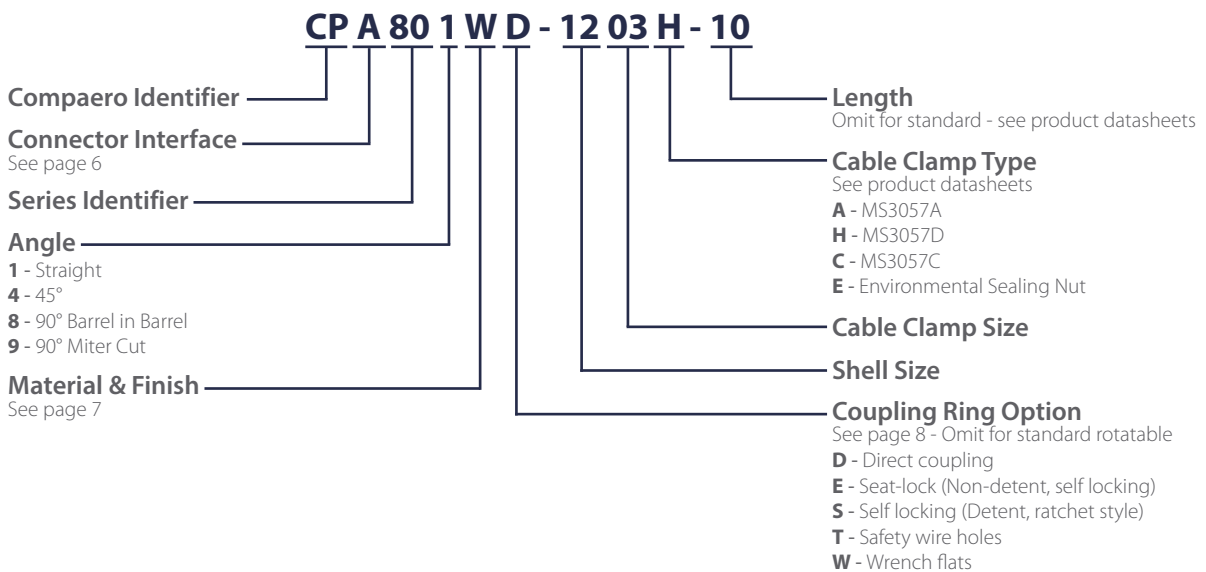 CP A 80 1 W D - 12 03 H - 10
Compaero Identifier
Connector Interface
See page 6
Series Identifier
Angle
1 - Straight
4 - 45°
8 - 90° Barrel in Barrel
9 - 90° Miter Cut
Material & Finish
See page 7
Length
Omit for standard - see product datasheets
Cable Clamp Type
See product datasheets
A - MS3057A
H - MS3057D
C - MS3057C
E - Environmental Sealing Nut
Cable Clamp Size
Shell Size
Coupling Ring Option
See page 8 - Omit for standard rotatable
D - Direct coupling
E - Seat-lock (Non-detent, self locking)
S - Self locking (Detent, ratchet style)
T - Safety wire holes
W - Wrench flats